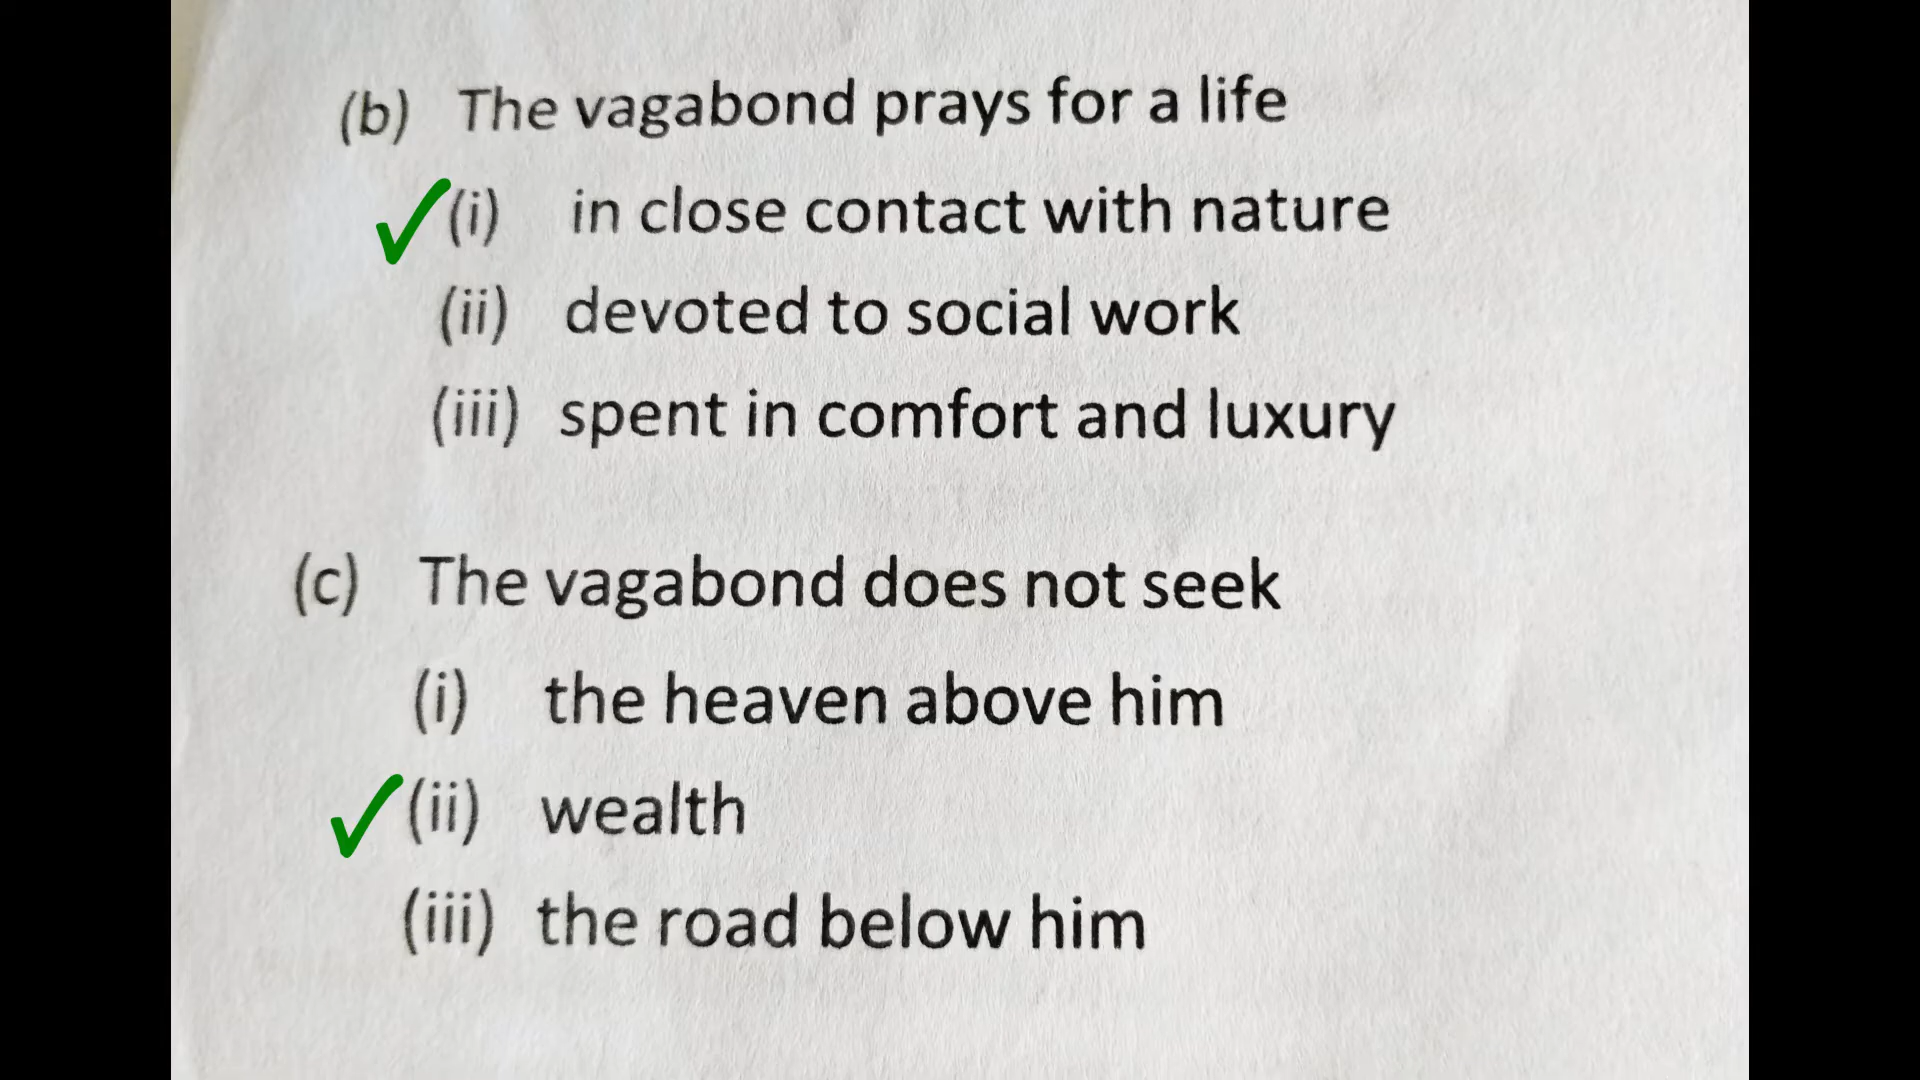 (b) The vagabond prays for a life
(i) in close contact with nature
(ii) devoted to social work
(iii) spent in comfort and luxury
(c) The vagabond does not seek
(i) the heaven above him
(ii) wealth
(iii) the road below him